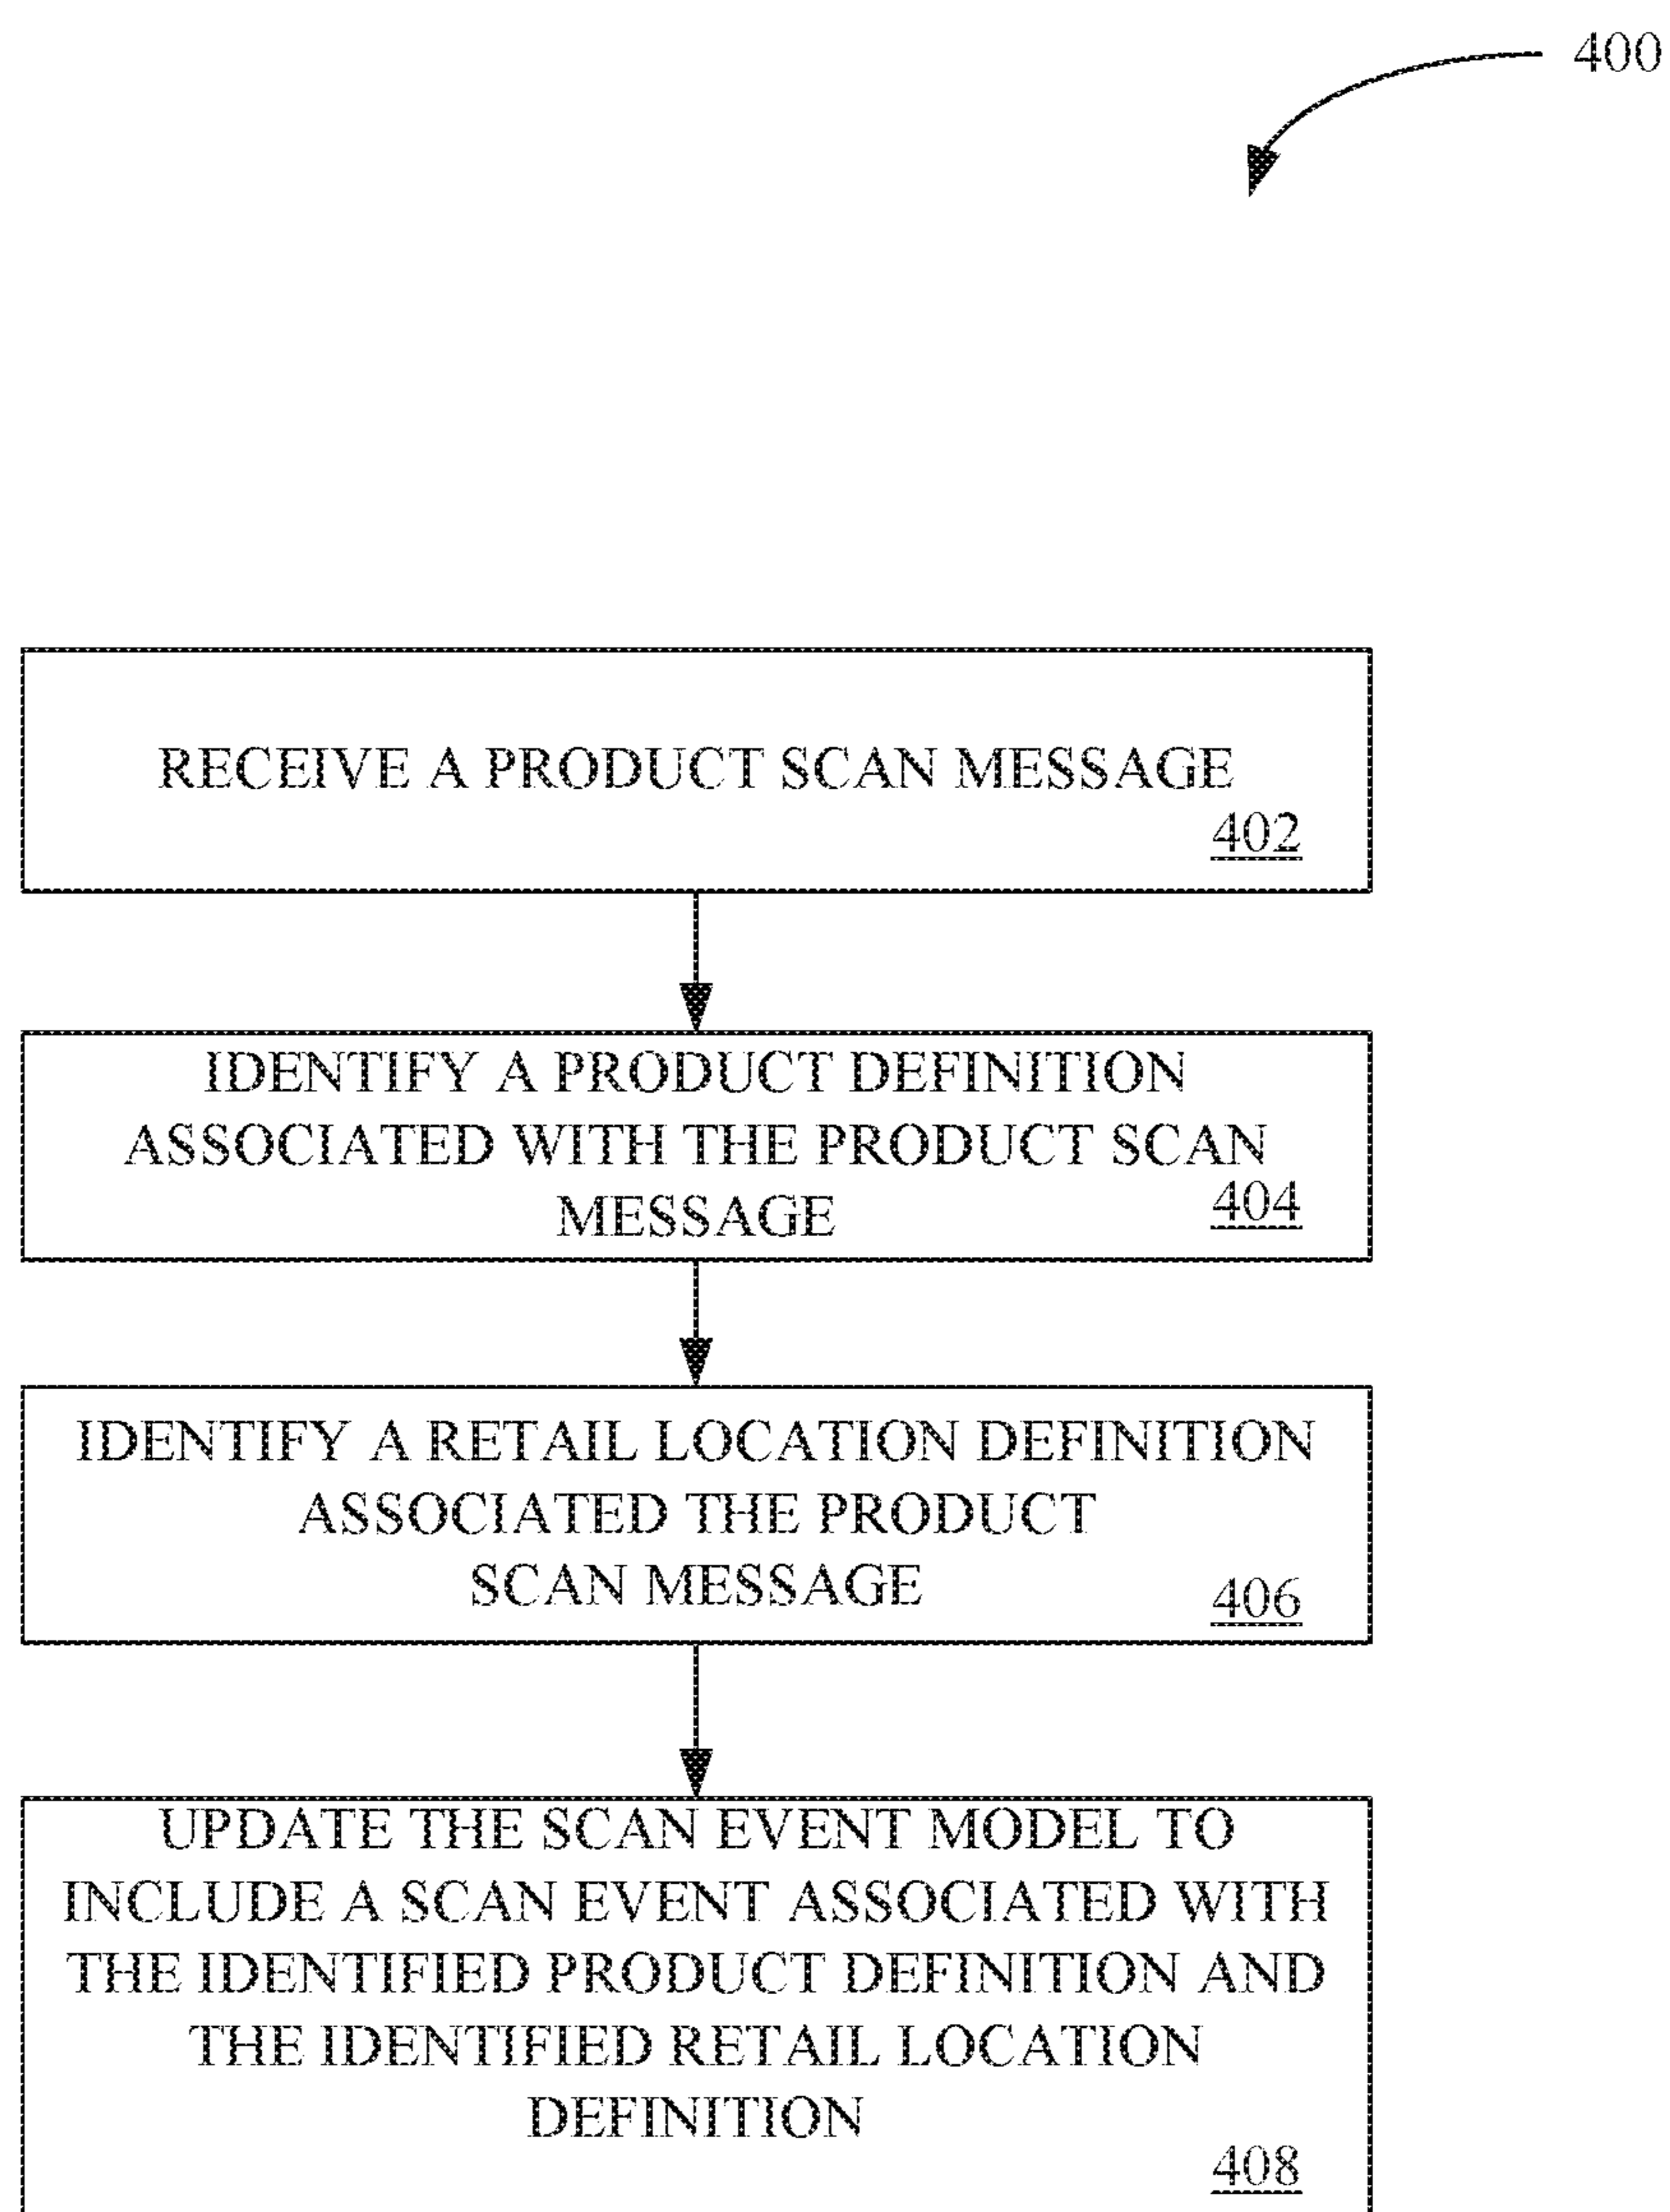 400
RECEIVE A PRODUCT SCAN MESSAGE
402
IDENTIFY A PRODUCT DEFINITION
ASSOCIATED WITH THE PRODUCT SCAN
MESSAGE
404
IDENTIFY A RETAIL LOCATION DEFINITION
ASSOCIATED THE PRODUCT
SCAN MESSAGE
406
UPDATE THE SCAN EVENT MODEL TO
INCLUDE A SCAN EVENT ASSOCIATED WITH
THE IDENTIFIED PRODUCT DEFINITION AND
THE IDENTIFIED RETAIL LOCATION
DEFINITION
408